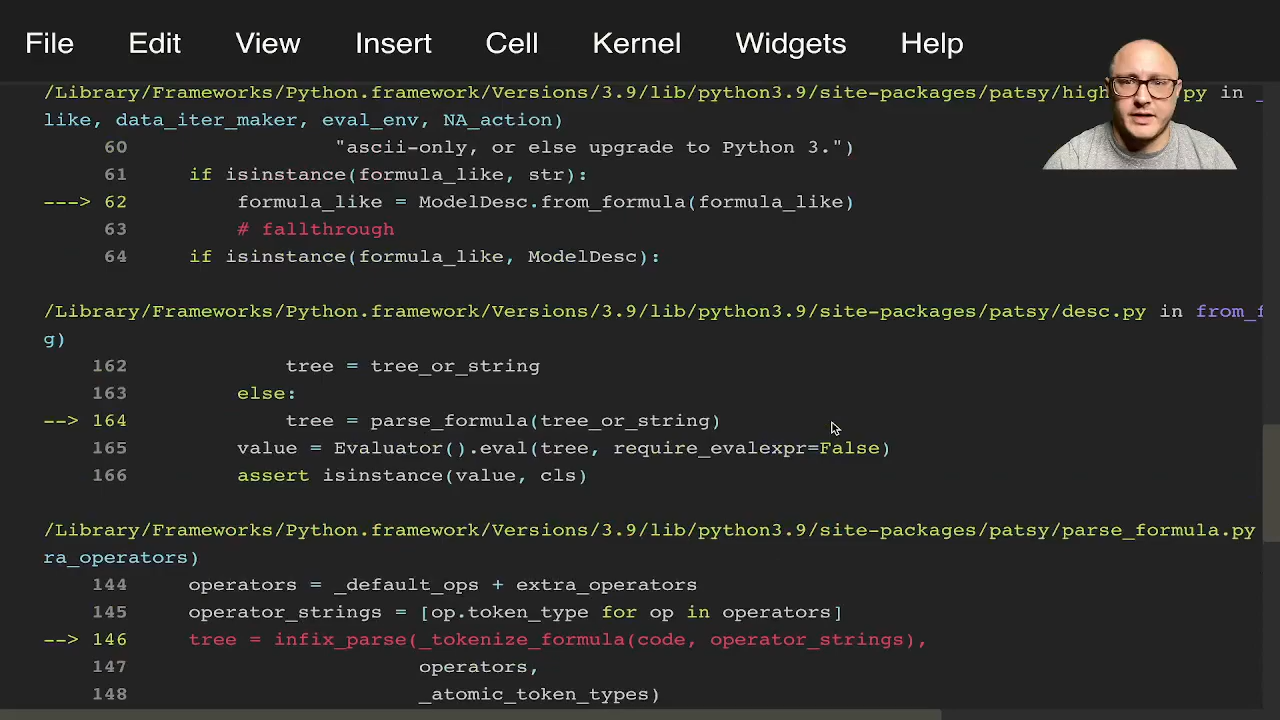 File Edit View Insert Cell Kernel Widgets Help
/Library/Frameworks/Python.framework/Versions/3.9/lib/python3.9/site-packages/patsy/high py in _
like, data_iter_maker, eval_env, NA_action)
60 "ascii-only, or else upgrade to Python 3.")
61 if isinstance(formula_like, str):
---> 62 formula_like = ModelDesc.from_formula(formula_like)
63 # fallthrough
64 if isinstance(formula_like, ModelDesc):
/Library/Frameworks/Python.framework/Versions/3.9/lib/python3.9/site-packages/patsy/desc.py in from_f
g)
162 tree = tree_or_string
163 else:
--> 164 tree = parse_formula(tree_or_string)
165 value = Evaluator().eval(tree, require_evalexpr=False)
166 assert isinstance(value, cls)
/Library/Frameworks/Python.framework/Versions/3.9/lib/python3.9/site-packages/patsy/parse_formula.py
ra_operators)
144 operators = _default_ops + extra_operators
145 operator_strings = [op.token_type for op in operators]
--> 146 tree = infix_parse(_tokenize_formula(code, operator_strings),
147 operators,
148 _atomic_token_types)